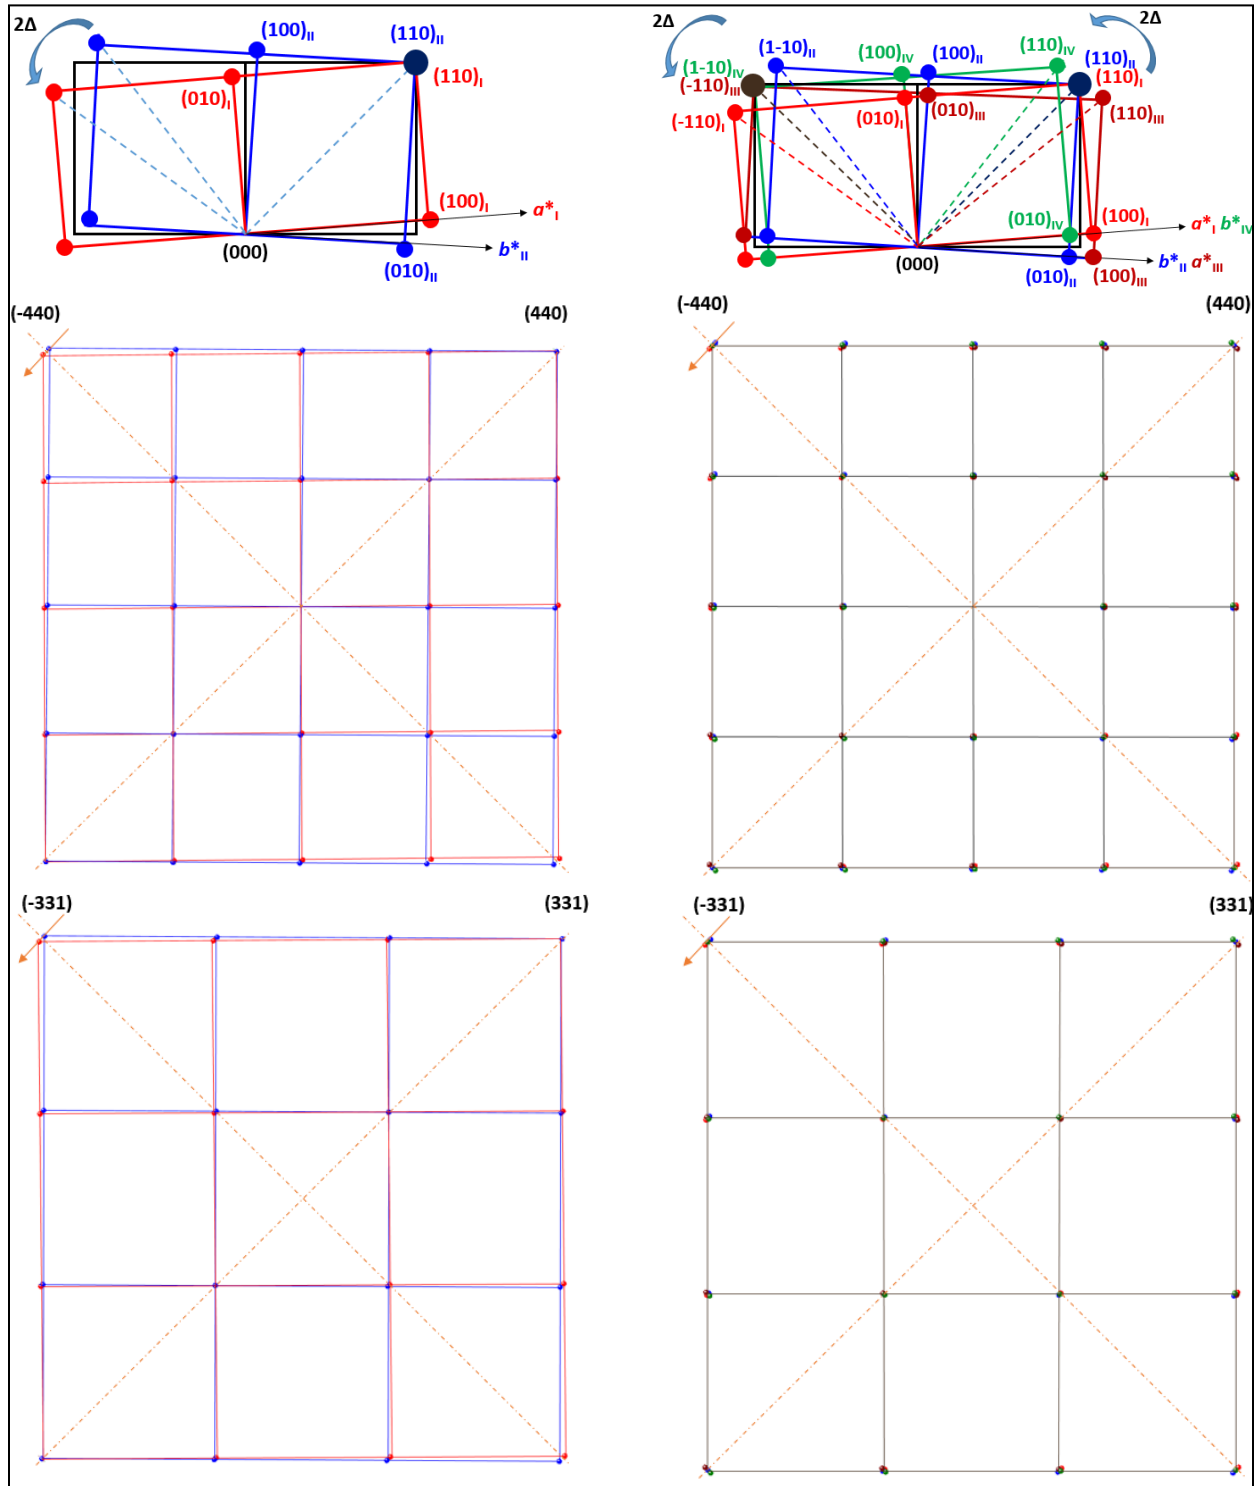 2Δ
(100)II
(110)II
(110)I
(010)I
(100)I
a*I
b*II
(000)
(010)II
2Δ
2Δ
(1-10)II
(100)IV
(100)II
(110)IV
(110)II
(1-10)IV
(110)I
(-110)III
(010)III
(110)III
(-110)I
(010)I
(010)IV
(100)I
a*I b*IV
(000)
b*II a*III
(010)II
(100)III
(-440)
(440)
(-440)
(440)
(-331)
(331)
(-331)
(331)